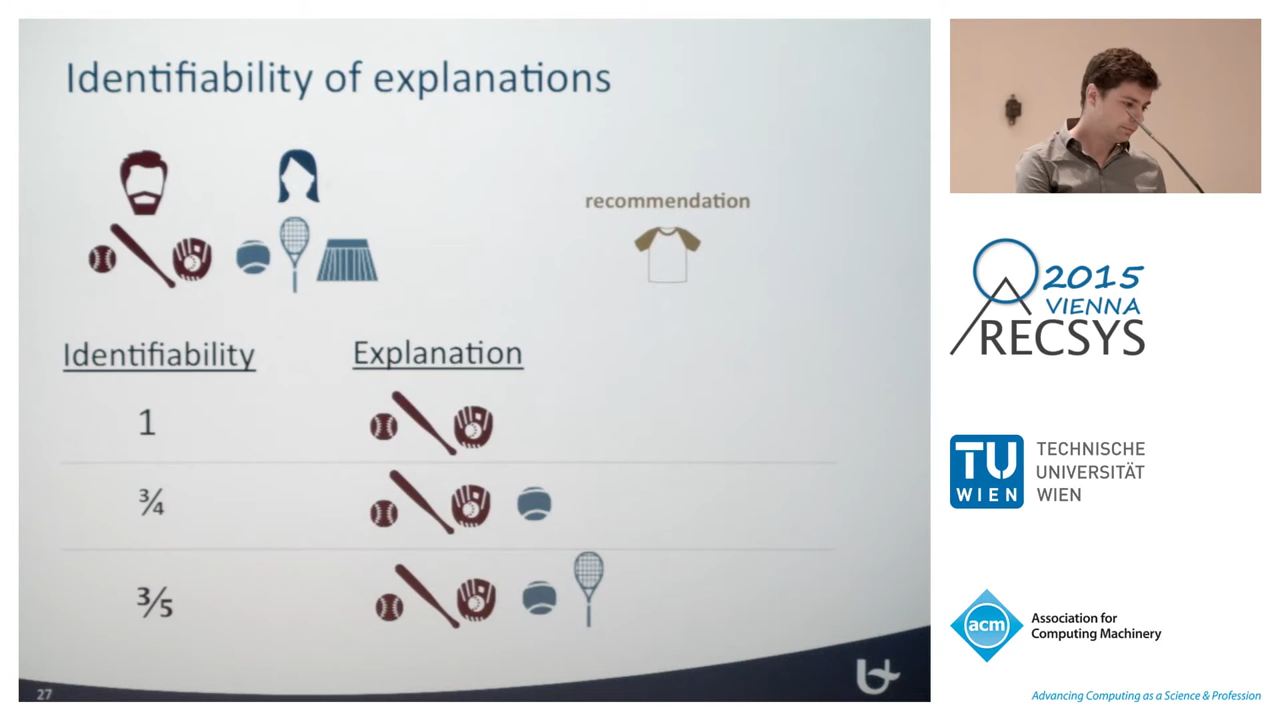 Identifiability of explanations
recommendation
Identifiability
Explanation
1
¾
⅗
27
2015
VIENNA
RECSYS
TU
WIEN
TECHNISCHE
UNIVERSITÄT
WIEN
acm
Association for
Computing Machinery
Advancing Computing as a Science & Profession